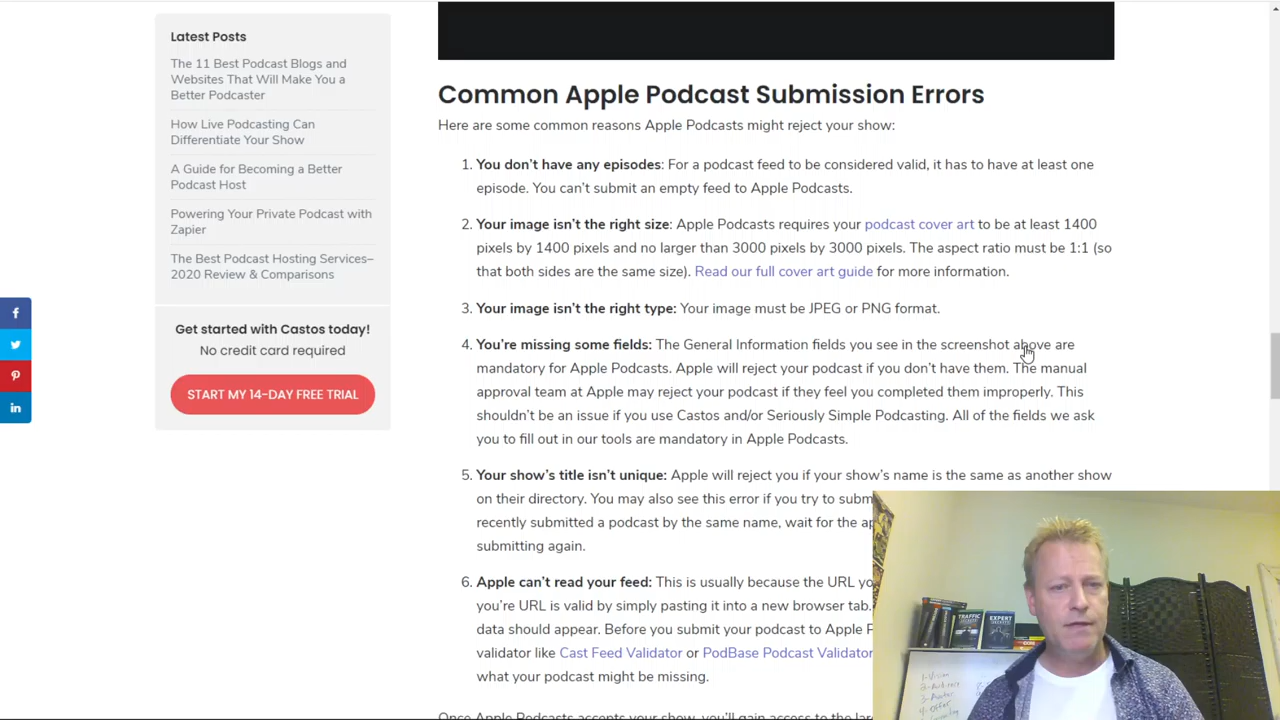 Latest Posts
The 11 Best Podcast Blogs and
Websites That Will Make You a
Better Podcaster
How Live Podcasting Can
Differentiate Your Show
A Guide for Becoming a Better
Podcast Host
Powering Your Private Podcast with
Zapier
The Best Podcast Hosting Services–
2020 Review & Comparisons
Get started with Castos today!
No credit card required
START MY 14-DAY FREE TRIAL
Common Apple Podcast Submission Errors
Here are some common reasons Apple Podcasts might reject your show:
1. You don’t have any episodes: For a podcast feed to be considered valid, it has to have at least one
episode. You can’t submit an empty feed to Apple Podcasts.
2. Your image isn’t the right size: Apple Podcasts requires your podcast cover art to be at least 1400
pixels by 1400 pixels and no larger than 3000 pixels by 3000 pixels. The aspect ratio must be 1:1 (so
that both sides are the same size). Read our full cover art guide for more information.
3. Your image isn’t the right type: Your image must be JPEG or PNG format.
4. You’re missing some fields: The General Information fields you see in the screenshot above are
mandatory for Apple Podcasts. Apple will reject your podcast if you don’t have them. The manual
approval team at Apple may reject your podcast if they feel you completed them improperly. This
shouldn’t be an issue if you use Castos and/or Seriously Simple Podcasting. All of the fields we ask
you to fill out in our tools are mandatory in Apple Podcasts.
5. Your show’s title isn’t unique: Apple will reject you if your show’s name is the same as another show
on their directory. You may also see this error if you try to subm
recently submitted a podcast by the same name, wait for the ap
submitting again.
6. Apple can’t read your feed: This is usually because the URL yo
you’re URL is valid by simply pasting it into a new browser tab.
data should appear. Before you submit your podcast to Apple P
validator like Cast Feed Validator or PodBase Podcast Validator
what your podcast might be missing.
TRAFFIC
EXPERT
1-Vision